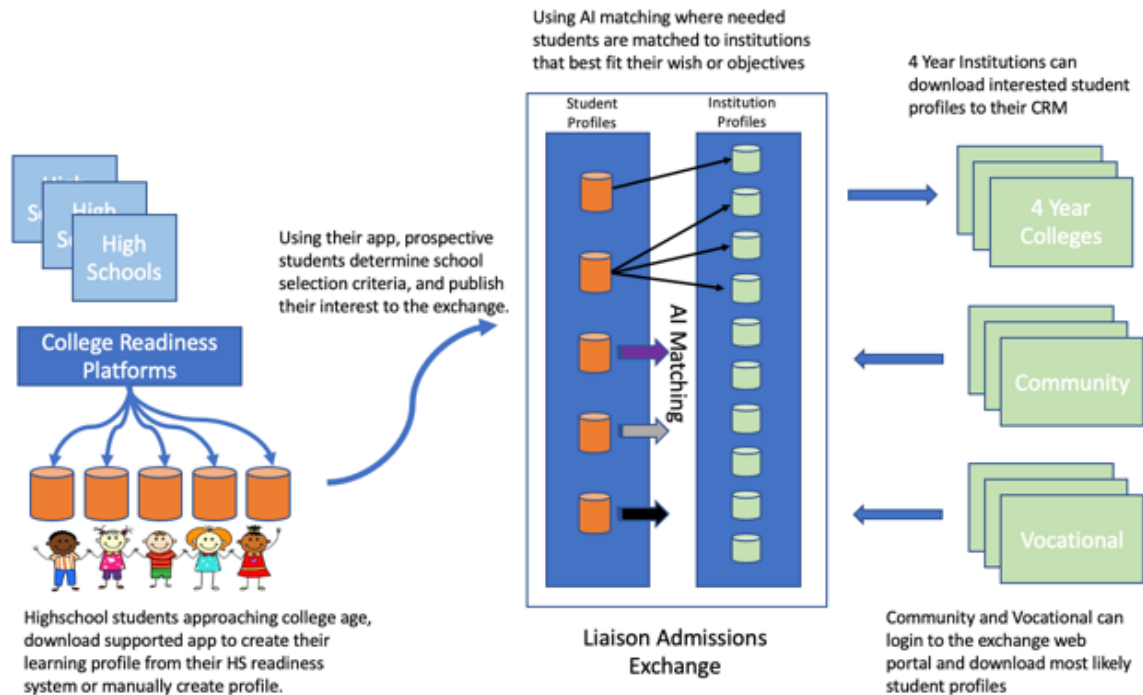 Using AI matching where needed
students are matched to institutions
that best fit their wish or objectives
4 Year Institutions can
download interested student
profiles to their CRM
Student
Profiles
Institution
Profiles
High
Schools
High
High
Schools
4 Year
Colleges
Using their app, prospective
students determine school
selection criteria, and publish
their interest to the exchange.
College Readiness
Platforms
AI Matching
Community
Vocational
Highschool students approaching college age,
download supported app to create their
learning profile from their HS readiness
system or manually create profile.
Liaison Admissions
Exchange
Community and Vocational can
login to the exchange web
portal and download most likely
student profiles